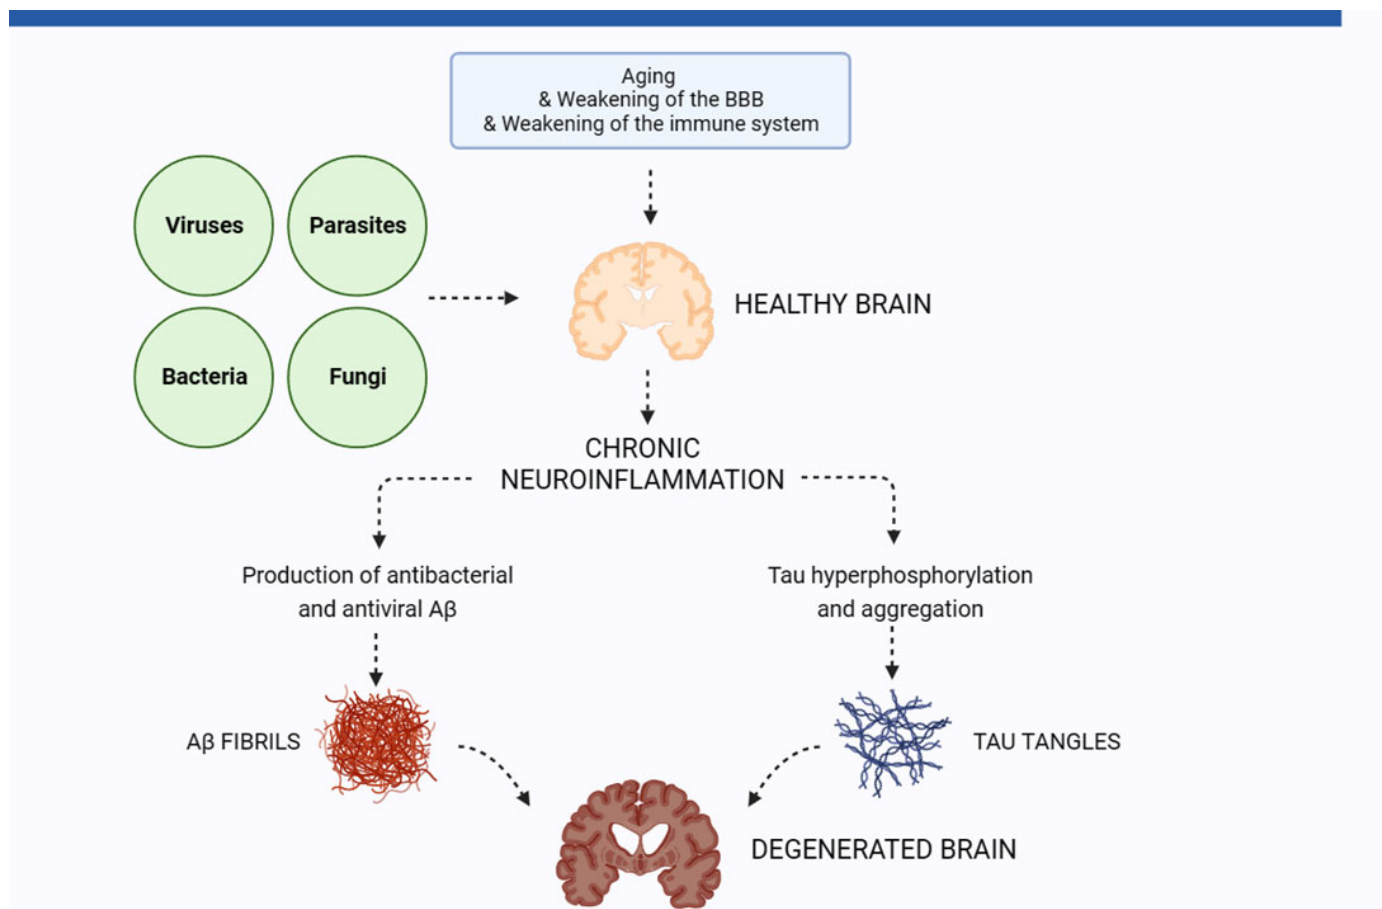 Aging
& Weakening of the BBB
& Weakening of the immune system
Viruses
Parasites
Bacteria
Fungi
HEALTHY BRAIN
CHRONIC
NEUROINFLAMMATION
Production of antibacterial
and antiviral Aβ
Tau hyperphosphorylation
and aggregation
Aβ FIBRILS
TAU TANGLES
DEGENERATED BRAIN